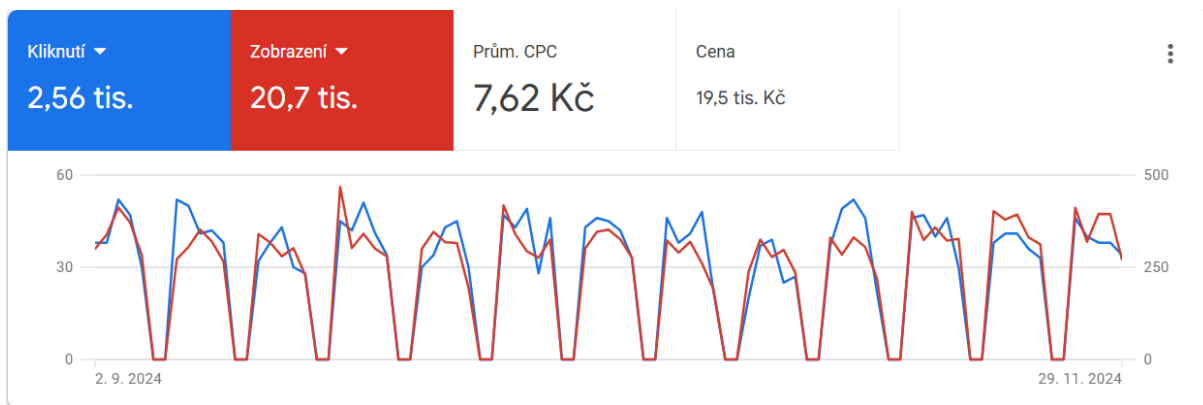 Kliknutí
2,56 tis.
Zobrazení
20,7 tis.
Prům. CPC
7,62 Kč
Cena
19,5 tis. Kč
60
500
30
250
0
0
2. 9. 2024
29. 11. 2024